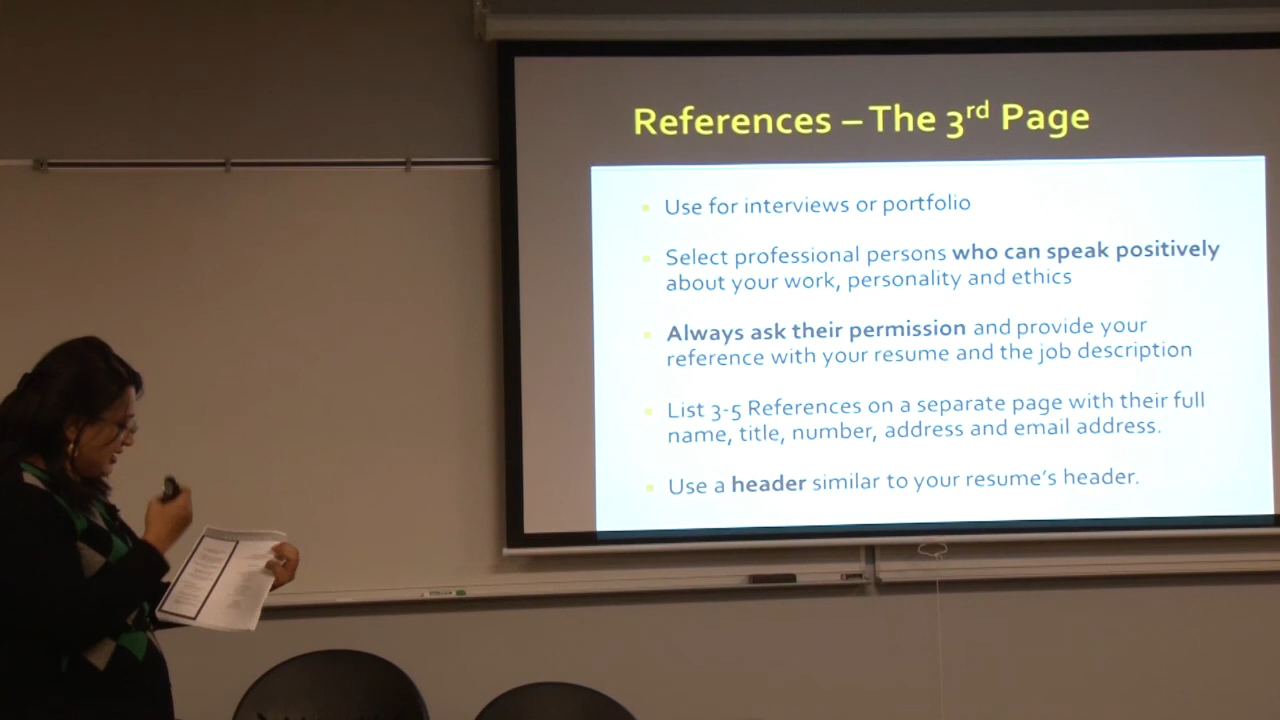 References – The 3rd Page
Use for interviews or portfolio
Select professional persons who can speak positively
about your work, personality and ethics
Always ask their permission and provide your
reference with your resume and the job description
List 3-5 References on a separate page with their full
name, title, number, address and email address.
Use a header similar to your resume's header.